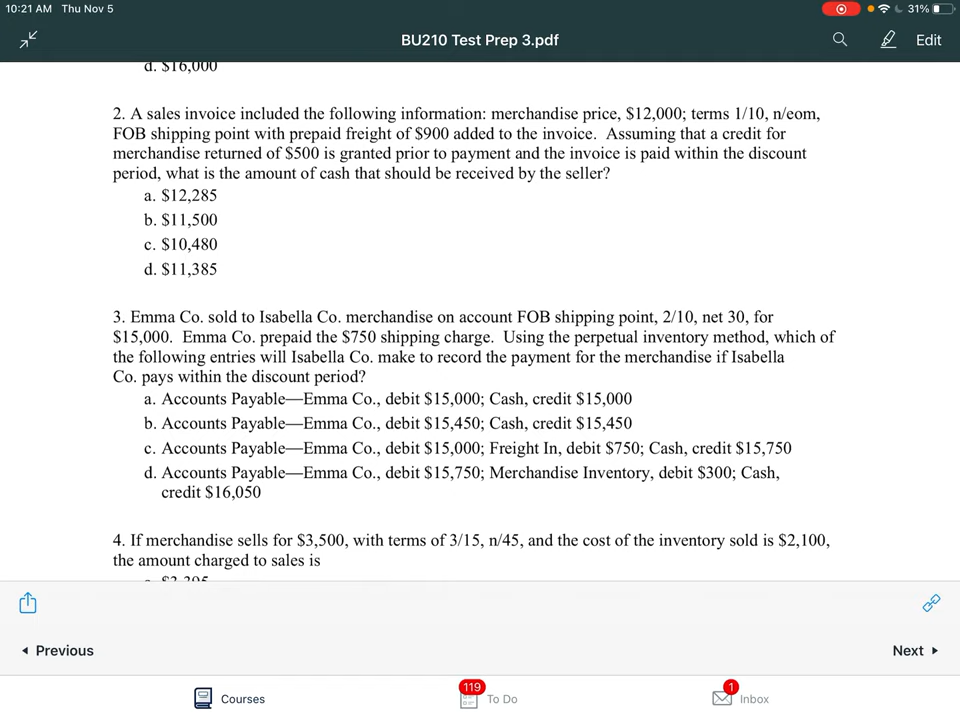 10:21 AM Thu Nov 5
31%
BU210 Test Prep 3.pdf
Edit
d. $16,000
2. A sales invoice included the following information: merchandise price, $12,000; terms 1/10, n/eom,
FOB shipping point with prepaid freight of $900 added to the invoice. Assuming that a credit for
merchandise returned of $500 is granted prior to payment and the invoice is paid within the discount
period, what is the amount of cash that should be received by the seller?
a. $12,285
b. $11,500
c. $10,480
d. $11,385
3. Emma Co. sold to Isabella Co. merchandise on account FOB shipping point, 2/10, net 30, for
$15,000. Emma Co. prepaid the $750 shipping charge. Using the perpetual inventory method, which of
the following entries will Isabella Co. make to record the payment for the merchandise if Isabella
Co. pays within the discount period?
a. Accounts Payable—Emma Co., debit $15,000; Cash, credit $15,000
b. Accounts Payable—Emma Co., debit $15,450; Cash, credit $15,450
c. Accounts Payable—Emma Co., debit $15,000; Freight In, debit $750; Cash, credit $15,750
d. Accounts Payable—Emma Co., debit $15,750; Merchandise Inventory, debit $300; Cash,
credit $16,050
4. If merchandise sells for $3,500, with terms of 3/15, n/45, and the cost of the inventory sold is $2,100,
the amount charged to sales is
Previous
Next
Courses
119
To Do
1
Inbox